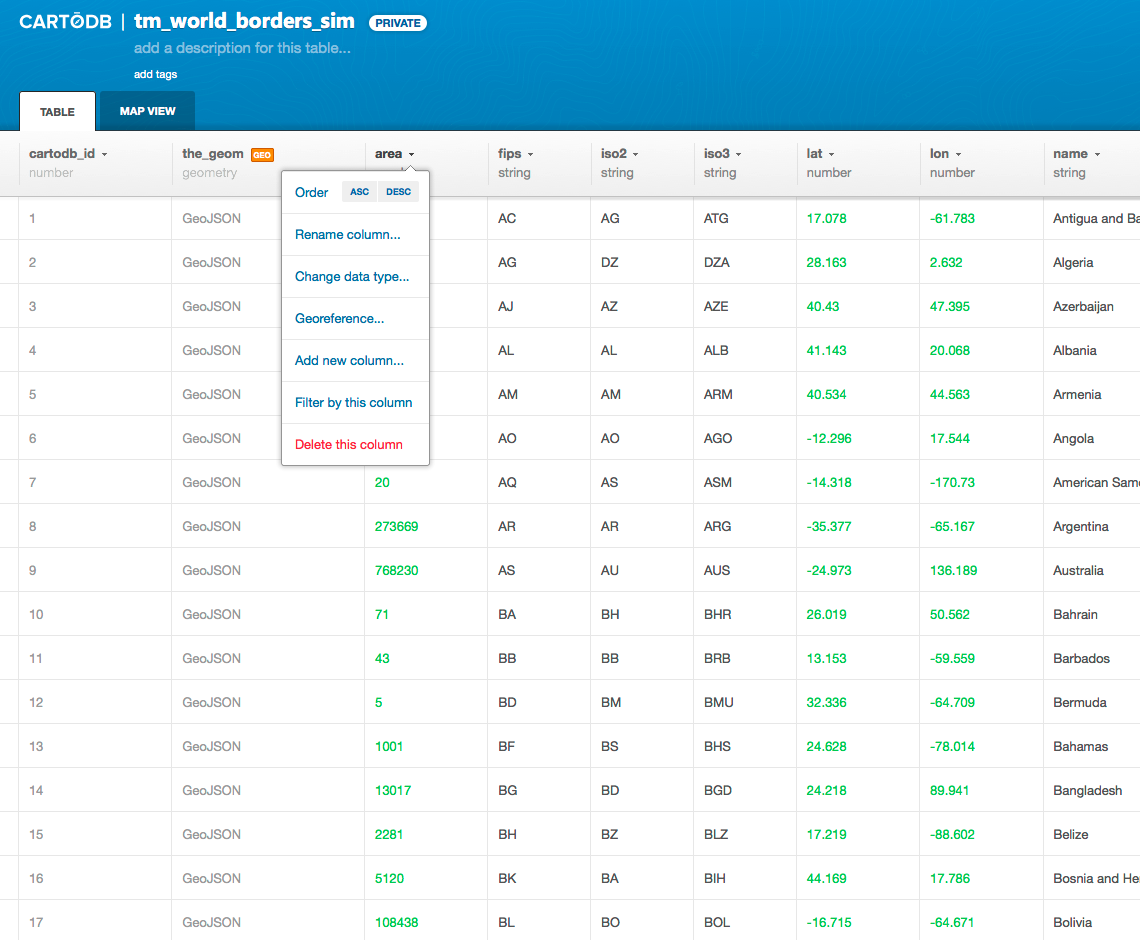 CARTODB | tm_world_borders_sim PRIVATE
add a description for this table...
add tags
TABLE MAP VIEW
cartodb_id the_geom GEO area fips iso2 iso3 lat lon name
number geometry string string string number number string
Order ASC DESC
Rename column...
Change data type...
Georeference...
Add new column...
Filter by this column
Delete this column
1 GeoJSON AC AG ATG 17.078 -61.783 Antigua and Ba
2 GeoJSON AG DZ DZA 28.163 2.632 Algeria
3 GeoJSON AJ AZ AZE 40.43 47.395 Azerbaijan
4 GeoJSON AL AL ALB 41.143 20.068 Albania
5 GeoJSON AM AM ARM 40.534 44.563 Armenia
6 GeoJSON AO AO AGO -12.296 17.544 Angola
7 GeoJSON 20 AQ AS ASM -14.318 -170.73 American Samo
8 GeoJSON 273669 AR AR ARG -35.377 -65.167 Argentina
9 GeoJSON 768230 AS AU AUS -24.973 136.189 Australia
10 GeoJSON 71 BA BH BHR 26.019 50.562 Bahrain
11 GeoJSON 43 BB BB BRB 13.153 -59.559 Barbados
12 GeoJSON 5 BD BM BMU 32.336 -64.709 Bermuda
13 GeoJSON 1001 BF BS BHS 24.628 -78.014 Bahamas
14 GeoJSON 13017 BG BD BGD 24.218 89.941 Bangladesh
15 GeoJSON 2281 BH BZ BLZ 17.219 -88.602 Belize
16 GeoJSON 5120 BK BA BIH 44.169 17.786 Bosnia and He
17 GeoJSON 108438 BL BO BOL -16.715 -64.671 Bolivia